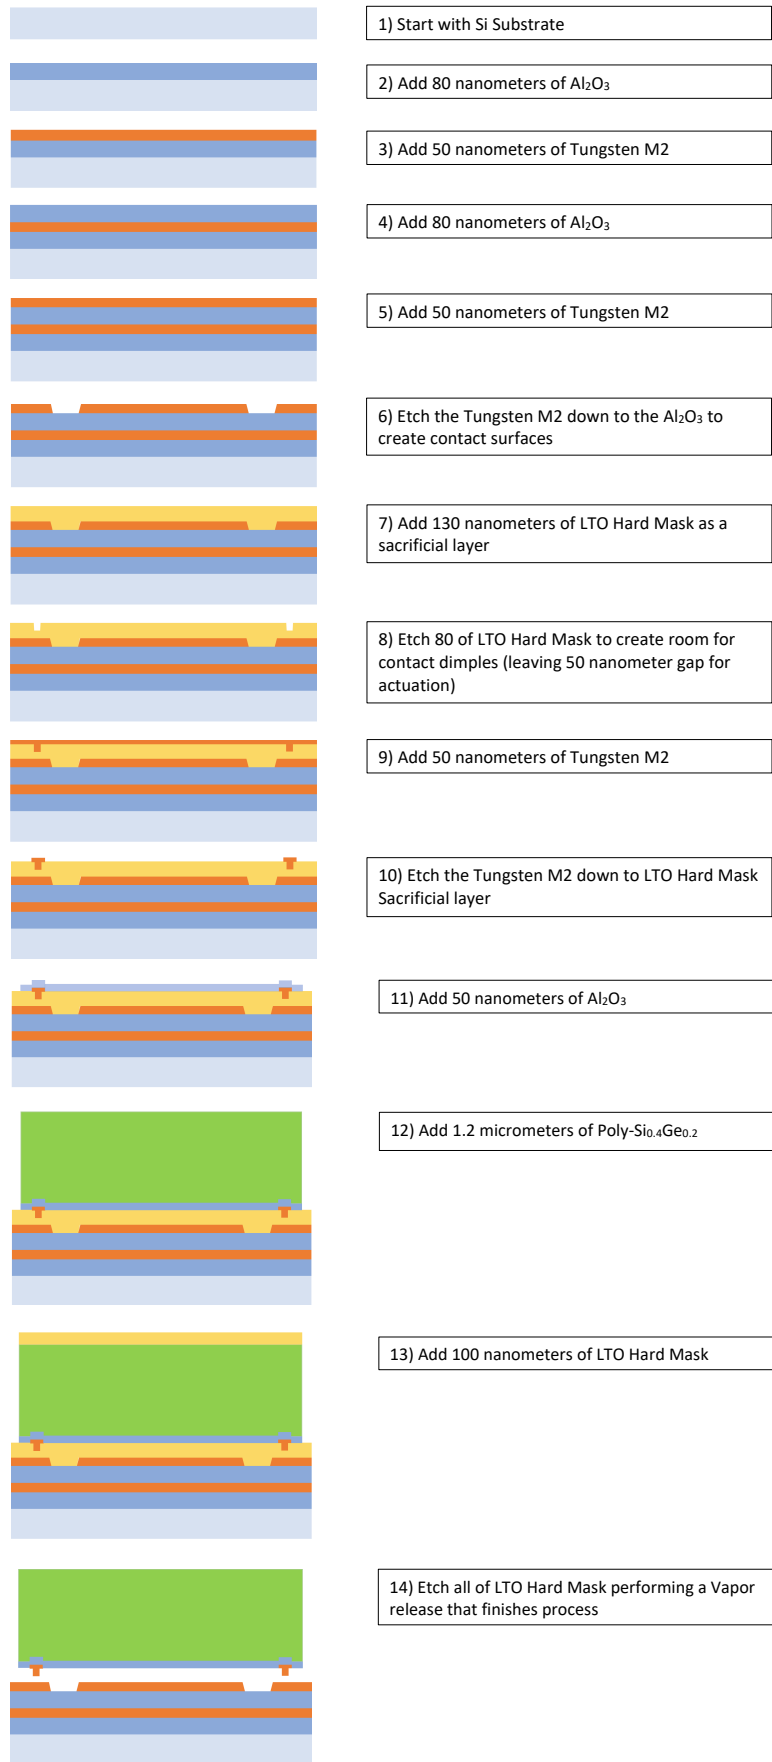 1) Start with Si Substrate
2) Add 80 nanometers of Al₂O₃
3) Add 50 nanometers of Tungsten M2
4) Add 80 nanometers of Al₂O₃
5) Add 50 nanometers of Tungsten M2
6) Etch the Tungsten M2 down to the Al₂O₃ to
create contact surfaces
7) Add 130 nanometers of LTO Hard Mask as a
sacrificial layer
8) Etch 80 of LTO Hard Mask to create room for
contact dimples (leaving 50 nanometer gap for
actuation)
9) Add 50 nanometers of Tungsten M2
10) Etch the Tungsten M2 down to LTO Hard Mask
Sacrificial layer
11) Add 50 nanometers of Al₂O₃
12) Add 1.2 micrometers of Poly-Si₀.₄Ge₀.₂
13) Add 100 nanometers of LTO Hard Mask
14) Etch all of LTO Hard Mask performing a Vapor
release that finishes process